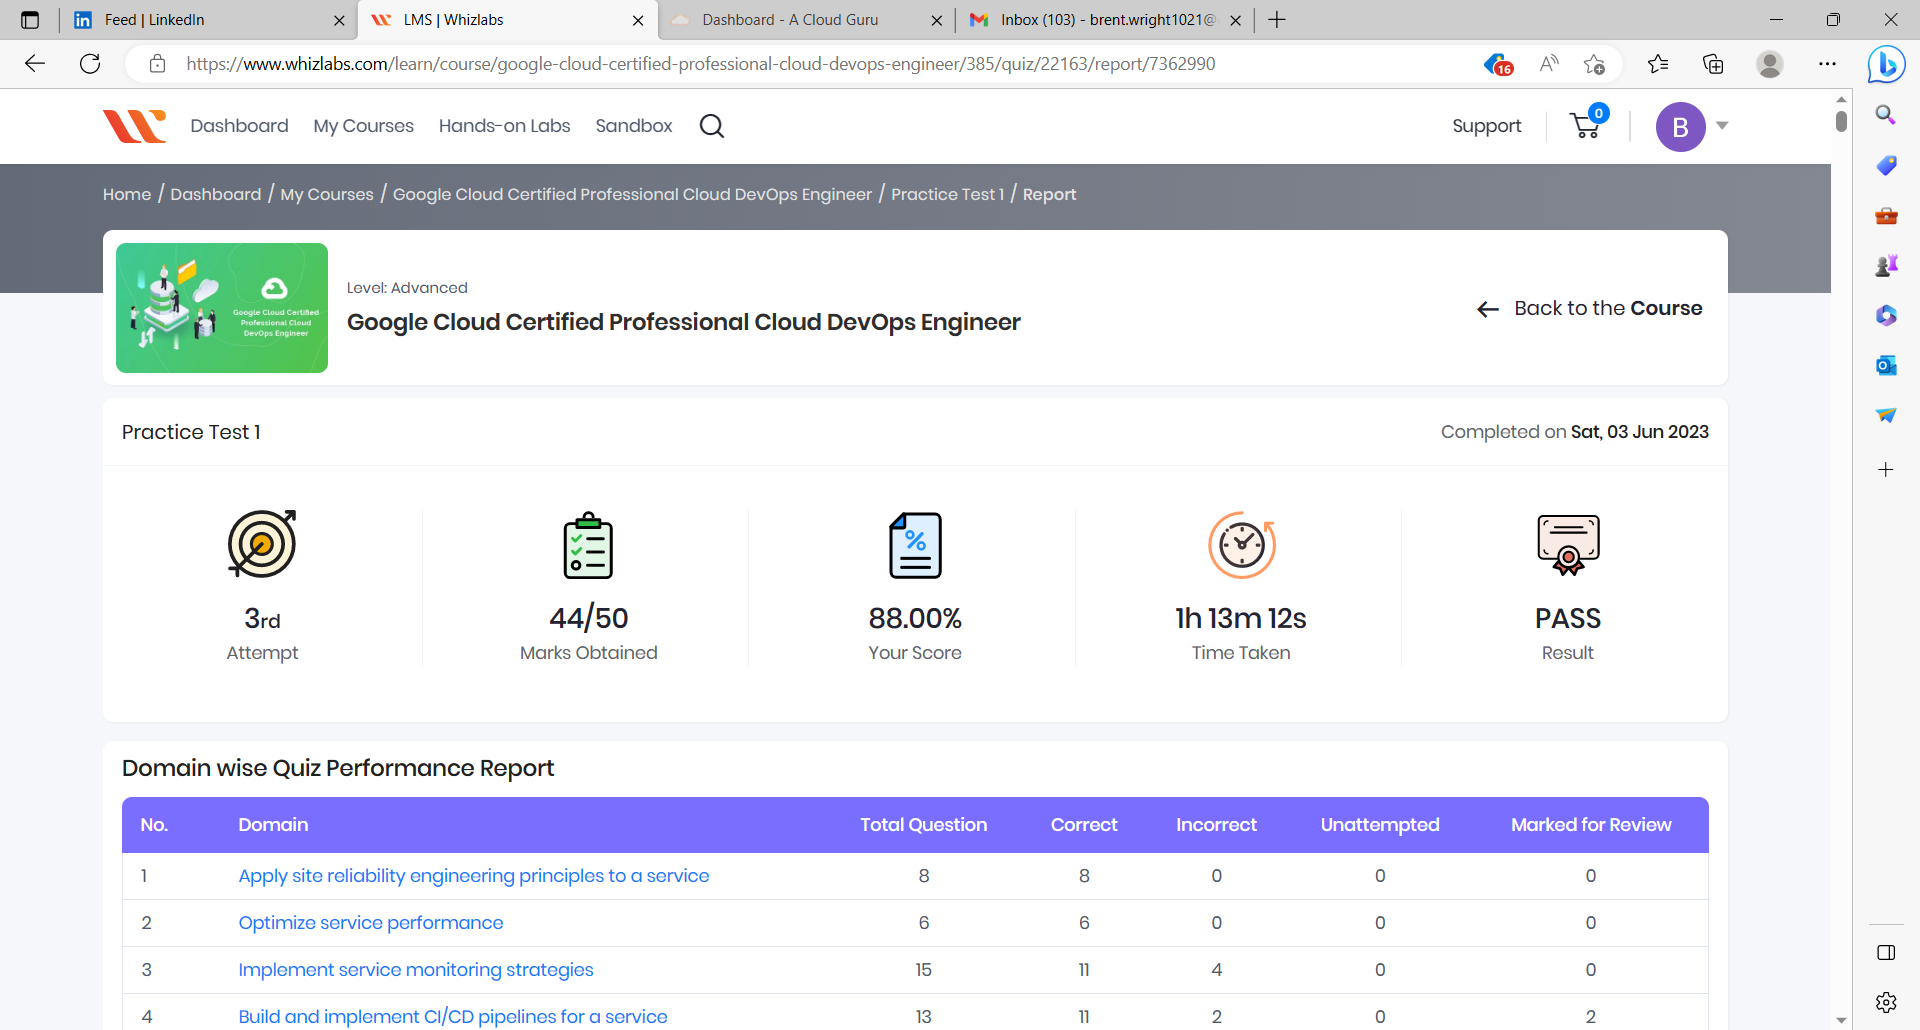 Feed | LinkedIn
LMS | Whizlabs
Dashboard - A Cloud Guru
Inbox (103) - brent.wright1021@
https://www.whizlabs.com/learn/course/google-cloud-certified-professional-cloud-devops-engineer/385/quiz/22163/report/7362990
16
Dashboard My Courses Hands-on Labs Sandbox Support 0 B
Home / Dashboard / My Courses / Google Cloud Certified Professional Cloud DevOps Engineer / Practice Test 1 / Report
Google Cloud Certified
Professional Cloud
DevOps Engineer
Level: Advanced
Google Cloud Certified Professional Cloud DevOps Engineer
Back to the Course
Practice Test 1 Completed on Sat, 03 Jun 2023
3rd 44/50 88.00% 1h 13m 12s PASS
Attempt Marks Obtained Your Score Time Taken Result
Domain wise Quiz Performance Report
No. Domain Total Question Correct Incorrect Unattempted Marked for Review
1 Apply site reliability engineering principles to a service 8 8 0 0 0
2 Optimize service performance 6 6 0 0 0
3 Implement service monitoring strategies 15 11 4 0 0
4 Build and implement CI/CD pipelines for a service 13 11 2 0 2